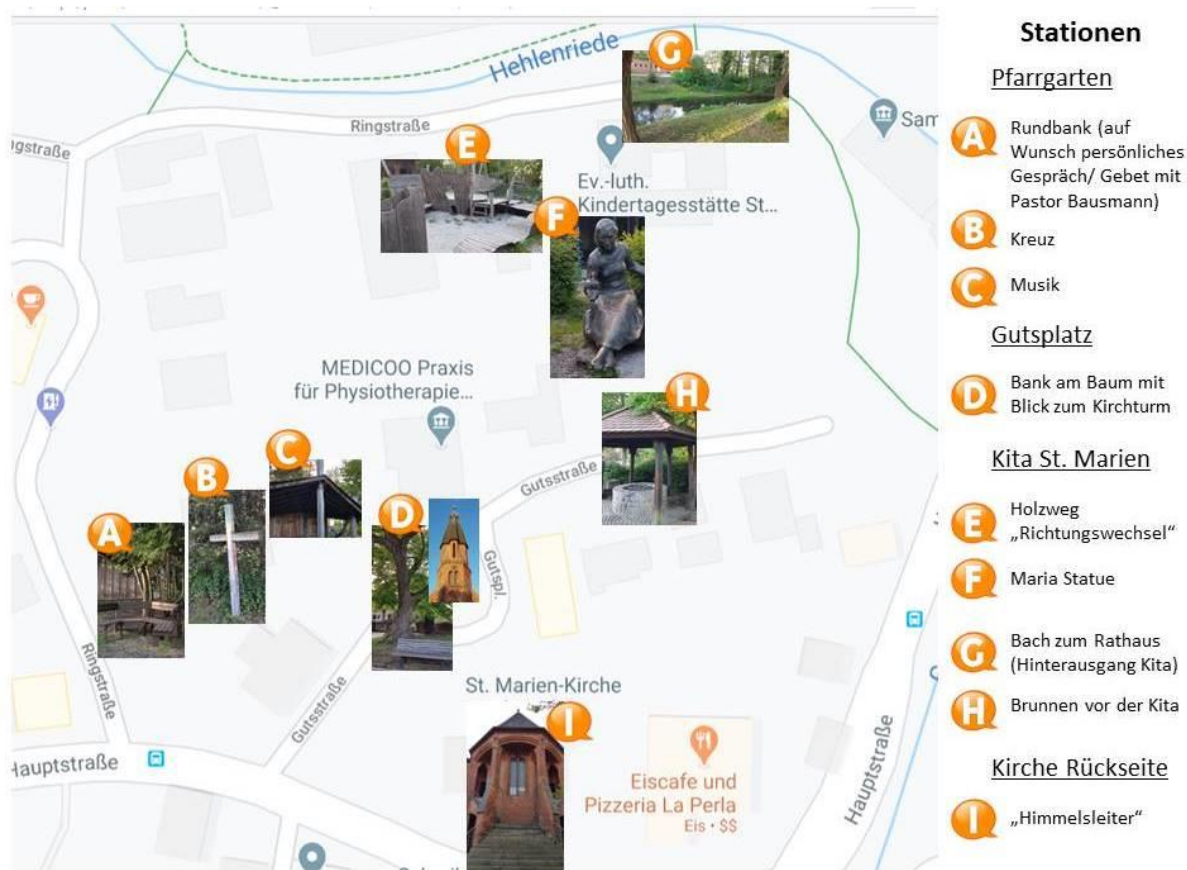 Hehlenriede
G
Ringstraße
Sam
ngstraße
E
Ev.-luth.
Kindertagesstätte St...
F
MEDICOO Praxis
für Physiotherapie...
H
C
B
Gutsstraße
D
A
Gutspl.
Ringstraße
Gutsstraße
St. Marien-Kirche
I
Hauptstraße
Eiscafe und
Pizzeria La Perla
Eis • $$
Hauptstraße
Stationen
Pfarrgarten
A
Rundbank (auf
Wunsch persönliches
Gespräch/ Gebet mit
Pastor Bausmann)
B
Kreuz
C
Musik
Gutsplatz
D
Bank am Baum mit
Blick zum Kirchturm
Kita St. Marien
E
Holzweg
„Richtungswechsel“
F
Maria Statue
G
Bach zum Rathaus
(Hinterausgang Kita)
H
Brunnen vor der Kita
Kirche Rückseite
I
„Himmelsleiter“